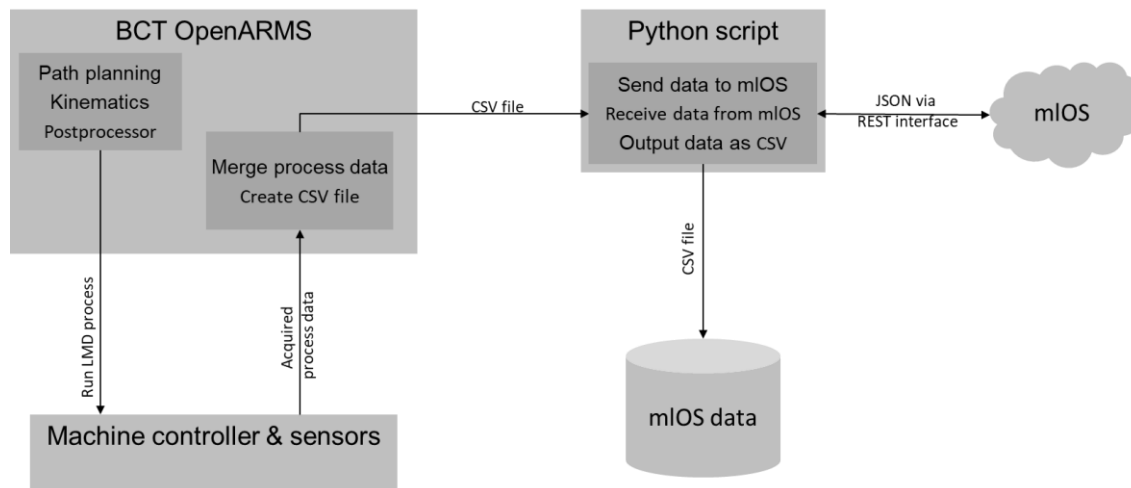 BCT OpenARMS
Path planning
Kinematics
Postprocessor
Merge process data
Create CSV file
CSV file
Python script
Send data to mIOS
Receive data from mIOS
Output data as CSV
JSON via
REST interface
mIOS
Run LMD process
Acquired
process data
CSV file
Machine controller & sensors
mIOS data